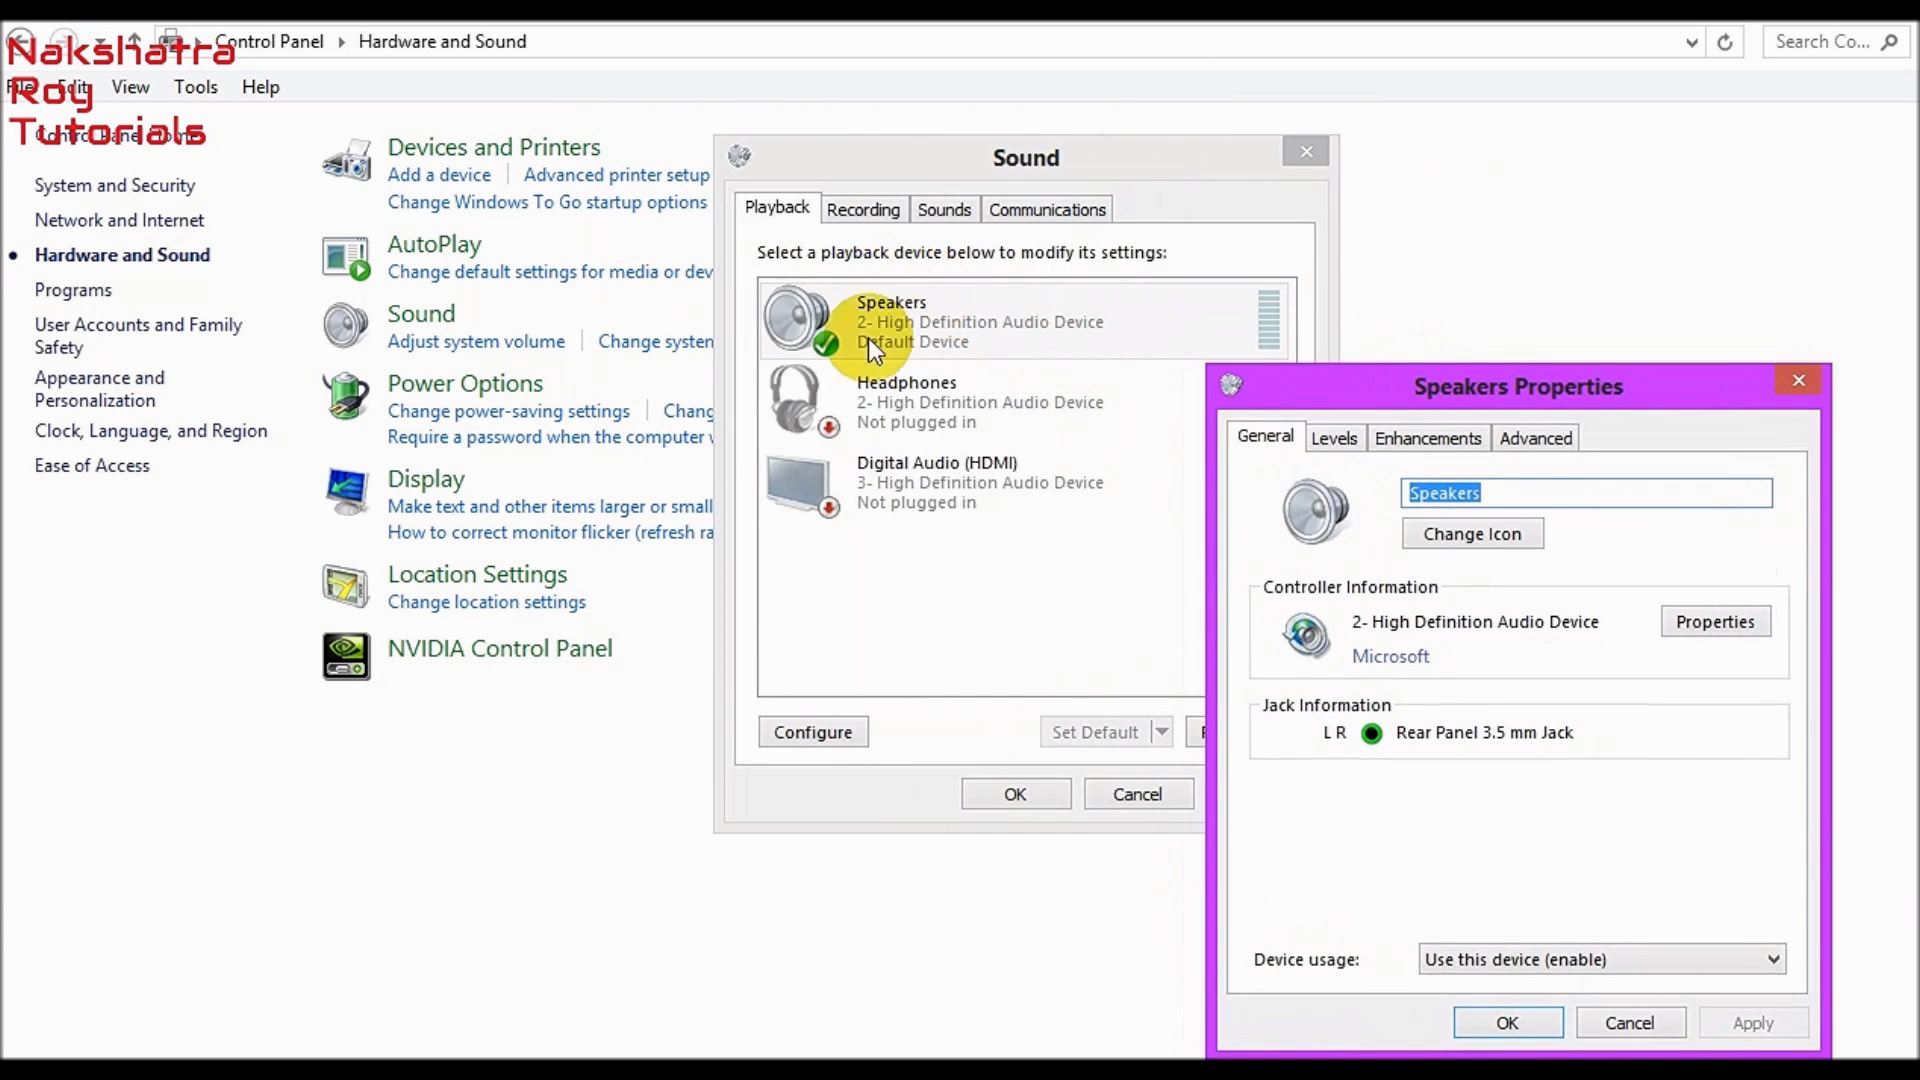 Nakshatra
Roy
Tutorials
Control Panel
Hardware and Sound
Search Co...
File
Edit
View
Tools
Help
Control Panel Home
System and Security
Network and Internet
Hardware and Sound
Programs
User Accounts and Family
Safety
Appearance and
Personalization
Clock, Language, and Region
Ease of Access
Devices and Printers
Add a device
Advanced printer setup
Change Windows To Go startup options
AutoPlay
Change default settings for media or dev
Sound
Adjust system volume
Change system
Power Options
Change power-saving settings
Chang
Require a password when the computer w
Display
Make text and other items larger or small
How to correct monitor flicker (refresh ra
Location Settings
Change location settings
NVIDIA Control Panel
Sound
Playback
Recording
Sounds
Communications
Select a playback device below to modify its settings:
Speakers
2- High Definition Audio Device
Default Device
Headphones
2- High Definition Audio Device
Not plugged in
Digital Audio (HDMI)
3- High Definition Audio Device
Not plugged in
Configure
Set Default
OK
Cancel
Speakers Properties
General
Levels
Enhancements
Advanced
Speakers
Change Icon
Controller Information
2- High Definition Audio Device
Properties
Microsoft
Jack Information
L R
Rear Panel 3.5 mm Jack
Device usage:
Use this device (enable)
OK
Cancel
Apply